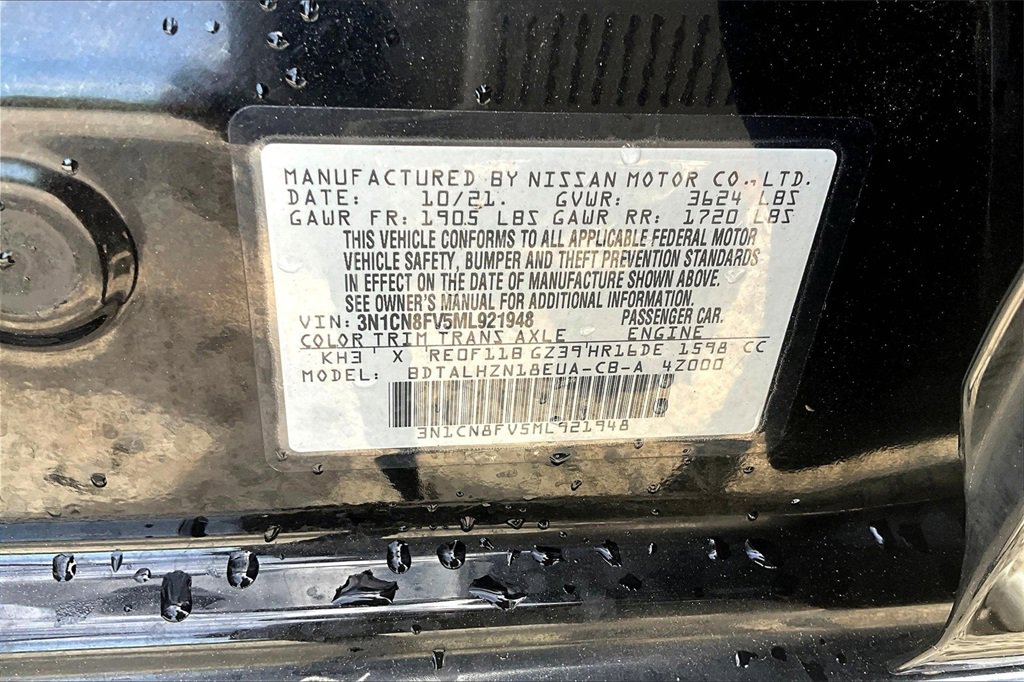 MANUFACTURED BY NISSAN MOTOR CO., LTD.
DATE: 10/21. GVWR: 3624 LBS
GAWR FR: 1905 LBS GAWR RR: 1720 LBS
THIS VEHICLE CONFORMS TO ALL APPLICABLE FEDERAL MOTOR
VEHICLE SAFETY, BUMPER AND THEFT PREVENTION STANDARDS
IN EFFECT ON THE DATE OF MANUFACTURE SHOWN ABOVE.
SEE OWNER'S MANUAL FOR ADDITIONAL INFORMATION.
VIN: 3N1CN8FV5ML921948 PASSENGER CAR.
COLOR TRIM TRANS AXLE ENGINE
KH3 X RE0F11B GZ39 HR16DE 1598 CC
MODEL: BDTALHZN18EUA-CB-A 4Z000
3N1CN8FV5ML921948